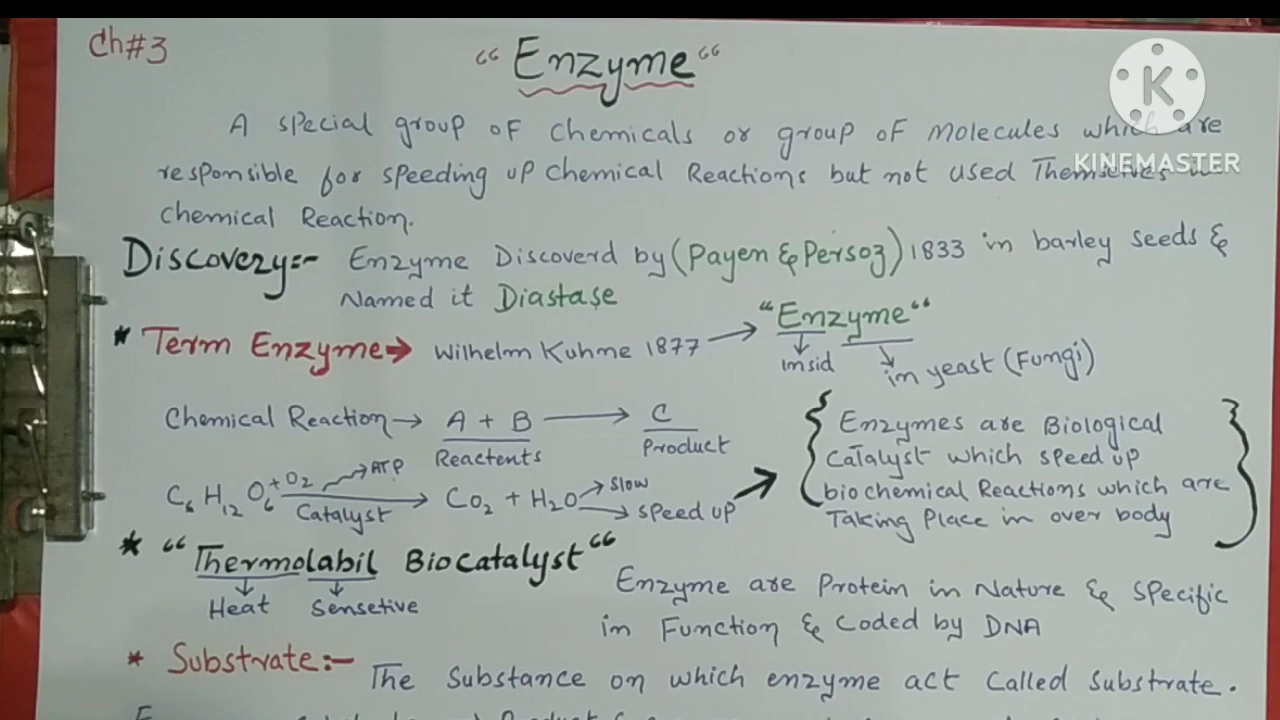 Ch#3
"Enzyme"
A special group of Chemicals or group of Molecules which are
responsible for speeding up Chemical Reactions but not used Themselves in
Chemical Reaction.
Discovery:- Enzyme Discoverd by (Payen & Persoz) 1833 in barley seeds &
Named it Diastase
* Term Enzyme→ Wilhelm Kuhne 1877 → "Enzyme"
insid
in yeast (Fungi)
Chemical Reaction → A + B → C
Reactents
Product
C6 H12 O6 + O2 → CO2 + H2O
ATP
Catalyst
slow
speed up
Enzymes are Biological
Catalyst which speed up
biochemical Reactions which are
Taking Place in over body
* "Thermolabil Biocatalyst"
Heat
Sensetive
Enzyme are Protein in Nature & Specific
in Function & Coded by DNA
* Substrate:- The Substance on which enzyme act Called Substrate.
K
KINEMASTER